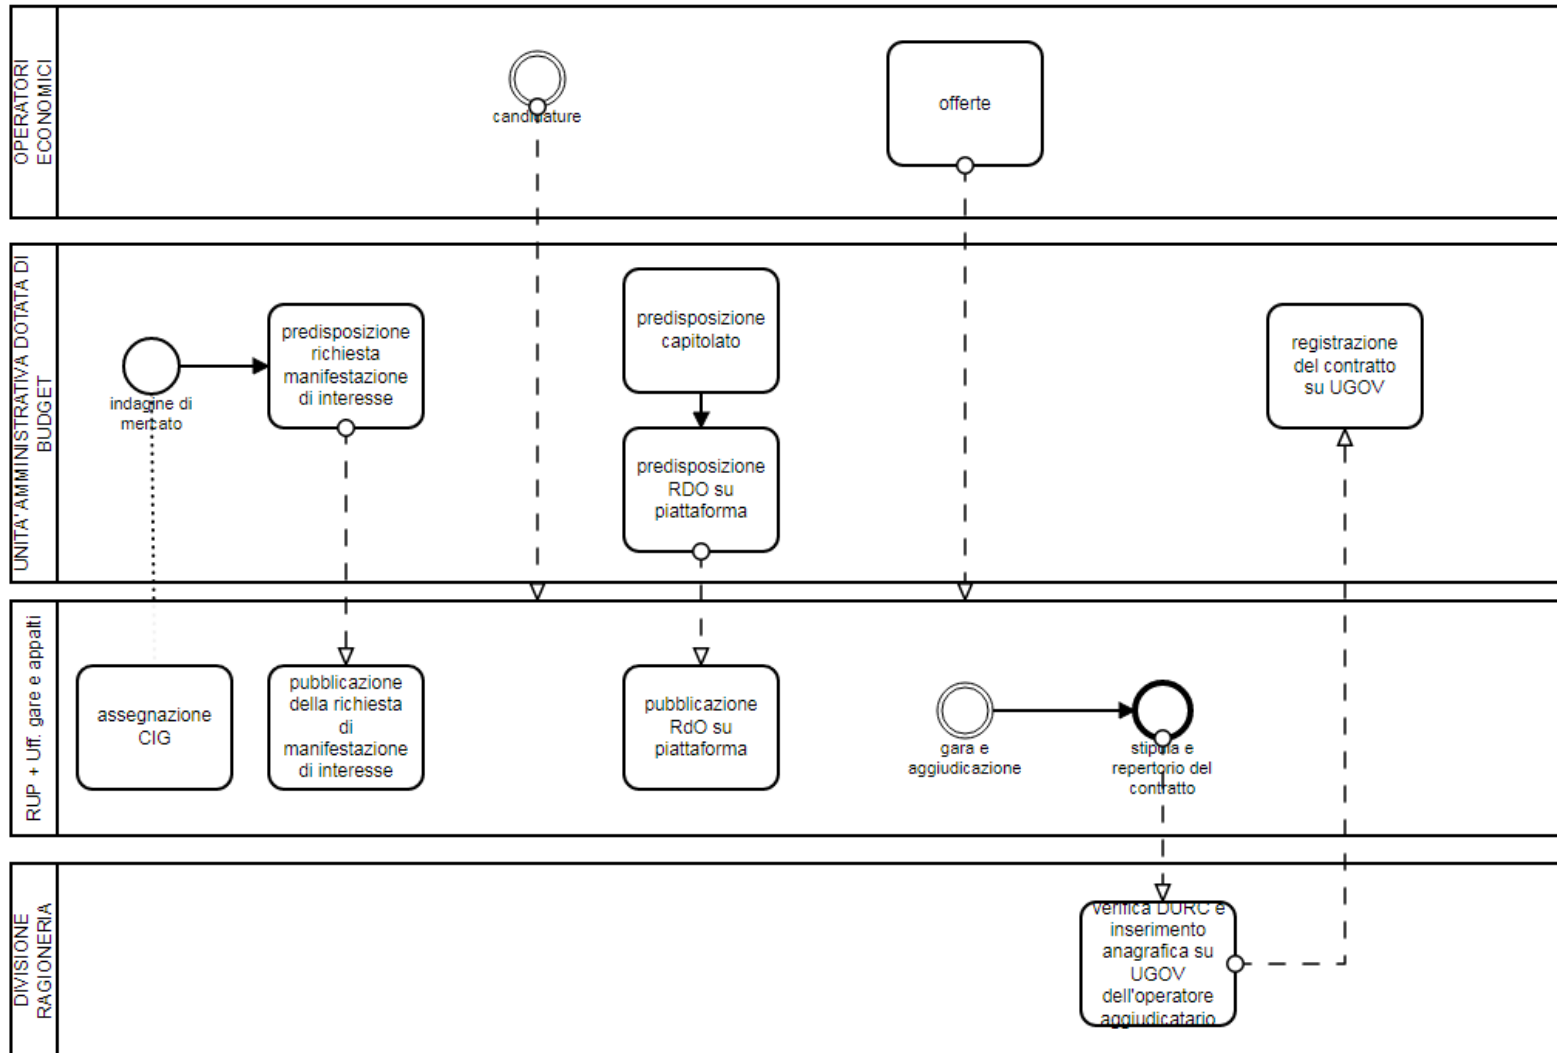 OPERATORI
ECONOMICI
candidature
offerte
UNITA' AMMINISTRATIVA DOTATA DI
BUDGET
indagine di
mercato
predisposizione
richiesta
manifestazione
di interesse
predisposizione
capitolato
predisposizione
RDO su
piattaforma
registrazione
del contratto
su UGOV
RUP + Uff. gare e appalti
assegnazione
CIG
pubblicazione
della richiesta
di
manifestazione
di interesse
pubblicazione
RdO su
piattaforma
gara e
aggiudicazione
stipula e
repertorio del
contratto
DIVISIONE
RAGIONERIA
verifica DURC e
inserimento
anagrafica su
UGOV
dell'operatore
aggiudicatario